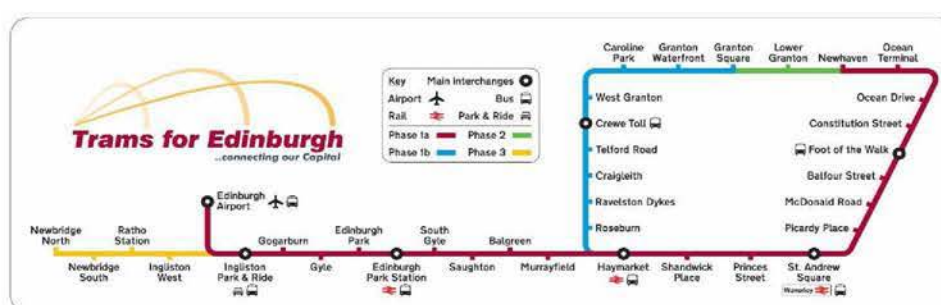 Trams for Edinburgh
...connecting our Capital
Key Main Interchanges
Airport Bus
Rail Park & Ride
Phase 1a Phase 2
Phase 1b Phase 3
Caroline
Park
Granton
Waterfront
Granton
Square
Lower
Granton
Newhaven
Ocean
Terminal
West Granton
Crewe Toll
Telford Road
Craigleith
Ravelston Dykes
Roseburn
Ocean Drive
Constitution Street
Foot of the Walk
Balfour Street
McDonald Road
Picardy Place
Edinburgh
Airport
Newbridge
North
Newbridge
South
Ratho
Station
Ingliston
West
Ingliston
Park & Ride
Gogarburn
Gyle
Edinburgh
Park
Edinburgh
Park Station
South
Gyle
Saughton
Balgreen
Murrayfield
Haymarket
Shandwick
Place
Princes
Street
St. Andrew
Square
Waverley